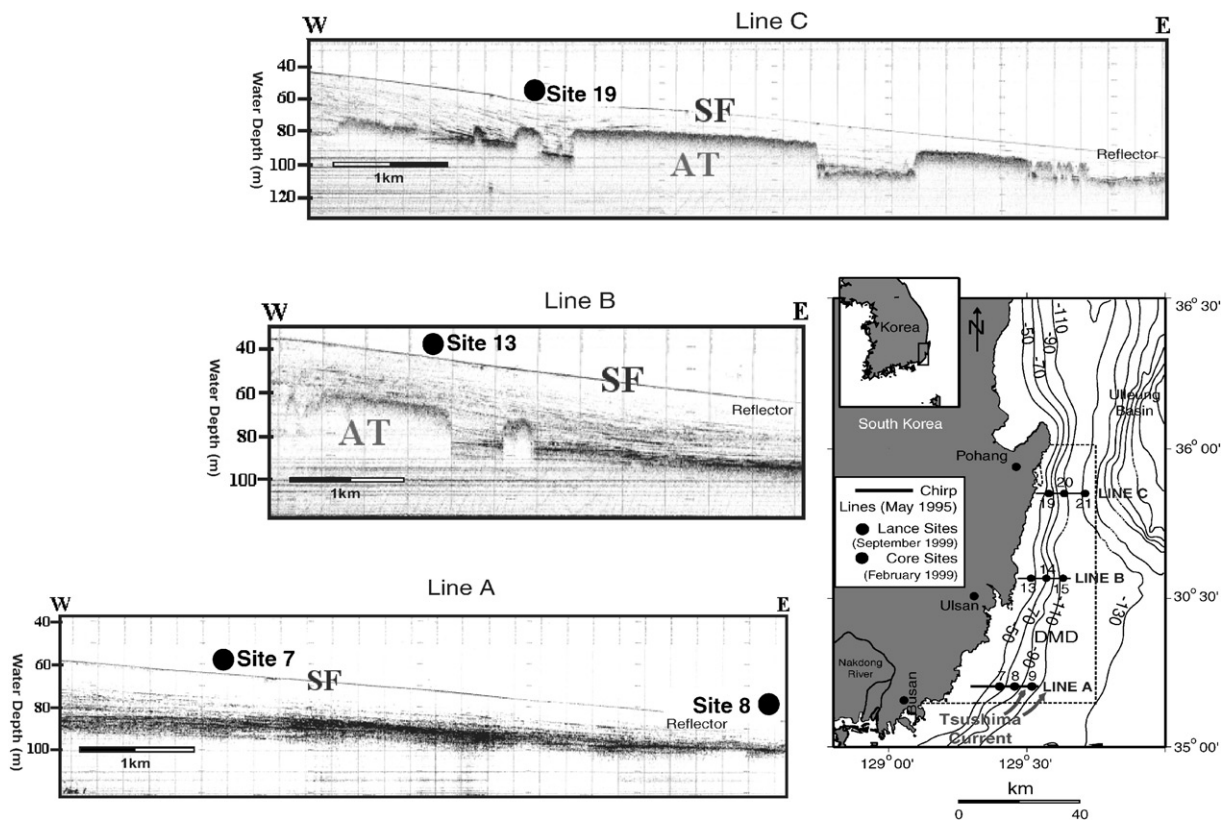 Line C
W
E
40
60
80
100
120
Water Depth (m)
Site 19
SF
AT
Reflector
1km
Line B
W
E
40
60
80
100
Water Depth (m)
Site 13
SF
AT
Reflector
1km
Line A
W
E
40
60
80
100
Water Depth (m)
Site 7
SF
Site 8
Reflector
1km
Korea
N
-50
-70
-90
-110
36° 30'
Ulleung
Basin
South Korea
Pohang
36° 00'
20
LINE C
19
21
Chirp
Lines (May 1995)
Lance Sites
(September 1999)
Core Sites
(February 1999)
14
LINE B
13
15
Ulsan
30° 30'
-50
-70
-90
-110
-130
DMD
Nakdong
River
Busan
7
8
9
LINE A
Tsushima
Current
35° 00'
129° 00'
129° 30'
km
0
40